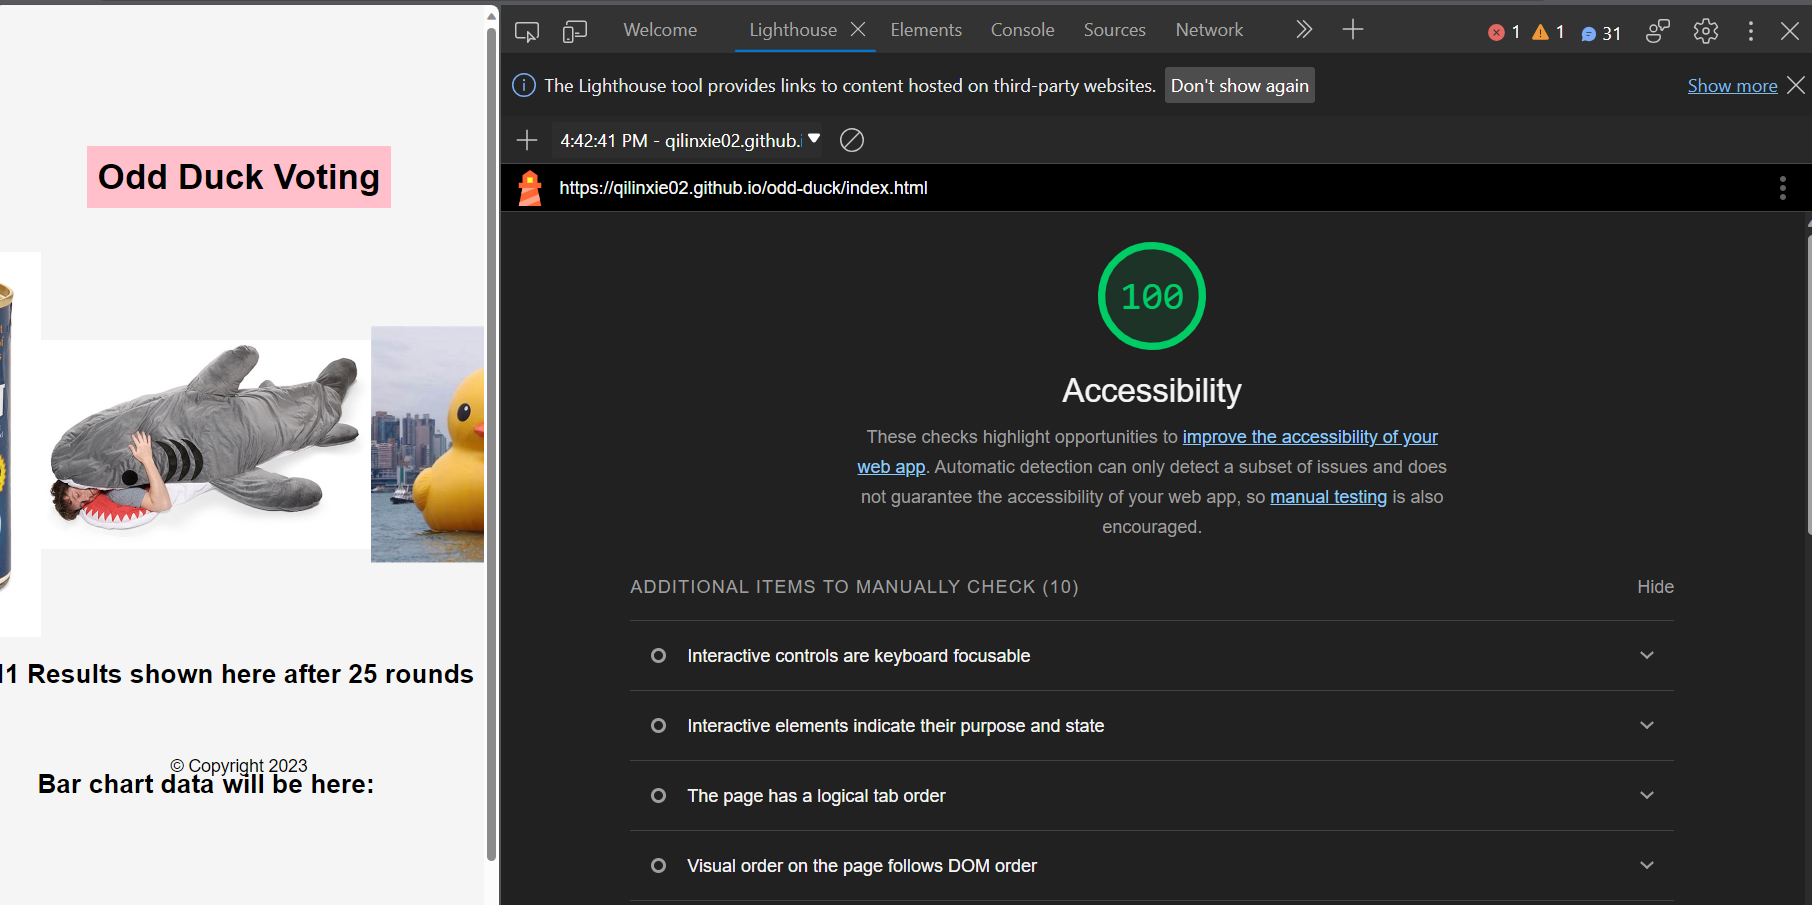 Odd Duck Voting
11 Results shown here after 25 rounds
© Copyright 2023
Bar chart data will be here:
Welcome
Lighthouse
Elements
Console
Sources
Network
1
1
31
The Lighthouse tool provides links to content hosted on third-party websites.
Don't show again
Show more
4:42:41 PM - qilinxie02.github.i
https://qilinxie02.github.io/odd-duck/index.html
100
Accessibility
These checks highlight opportunities to improve the accessibility of your
web app. Automatic detection can only detect a subset of issues and does
not guarantee the accessibility of your web app, so manual testing is also
encouraged.
ADDITIONAL ITEMS TO MANUALLY CHECK (10)
Hide
Interactive controls are keyboard focusable
Interactive elements indicate their purpose and state
The page has a logical tab order
Visual order on the page follows DOM order